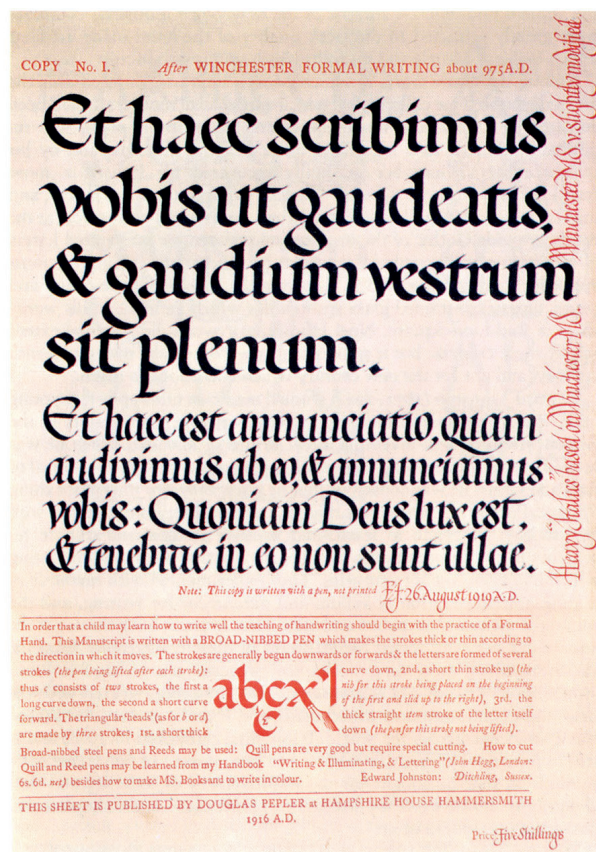 COPY No. I. After WINCHESTER FORMAL WRITING about 975A.D.
Et haec scribimus
vobis ut gaudeatis,
& gaudium vestrum
sit plenum.
Et haec est annunciatio, quam
audivimus ab eo, & annunciamus
vobis: Quoniam Deus lux est,
& tenebrae in eo non sunt ullae.
"Heavy Italics" based on Winchester MS. Winchester MS. v. slightly modified.
Note: This copy is written with a pen, not printed EJ. 26. August 1919 A.D.
In order that a child may learn how to write well the teaching of handwriting should begin with the practice of a Formal
Hand. This Manuscript is written with a BROAD-NIBBED PEN which makes the strokes thick or thin according to
the direction in which it moves. The strokes are generally begun downwards or forwards & the letters are formed of several
strokes (the pen being lifted after each stroke):
thus c consists of two strokes, the first a
long curve down, the second a short curve
forward. The triangular 'heads' (as for b or d)
are made by three strokes; 1st. a short thick
abcx'l
c
curve down, 2nd. a short thin stroke up (the
nib for this stroke being placed on the beginning
of the first and slid up to the right), 3rd. the
thick straight stem stroke of the letter itself
down (the pen for this stroke not being lifted).
Broad-nibbed steel pens and Reeds may be used: Quill pens are very good but require special cutting. How to cut
Quill and Reed pens may be learned from my Handbook "Writing & Illuminating, & Lettering" (John Hogg, London:
6s. 6d. net) besides how to make MS. Books and to write in colour. Edward Johnston: Ditchling, Sussex.
THIS SHEET IS PUBLISHED BY DOUGLAS PEPLER at HAMPSHIRE HOUSE HAMMERSMITH
1916 A.D.
Price Five Shillings